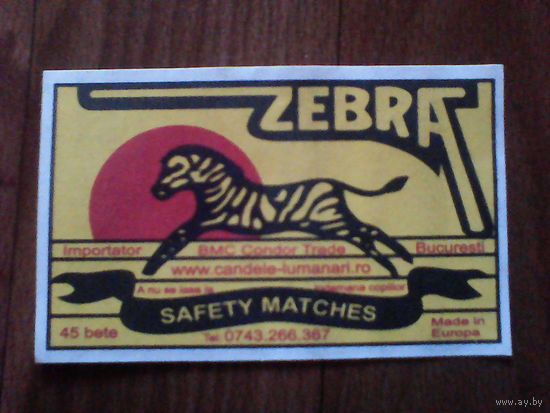 ZEBRA
Importator BMC Condor Trade Bucuresti
www.candele-lumanari.ro
A nu se lasa la indemana copiilor
SAFETY MATCHES
45 bete Tel: 0743.266.367 Made in
Europa
www.ay.by